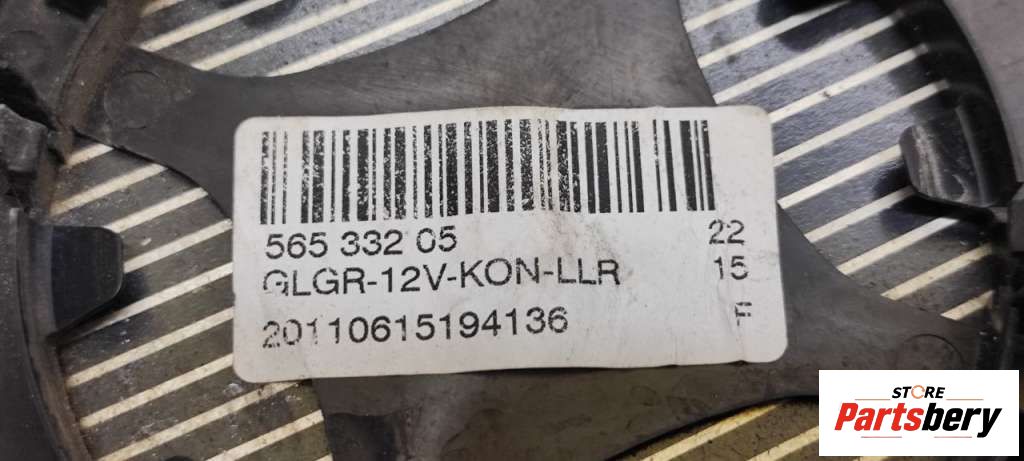 565 332 05 22
GLGR-12V-KON-LLR 15
20110615194136 F
STORE
Partsbery